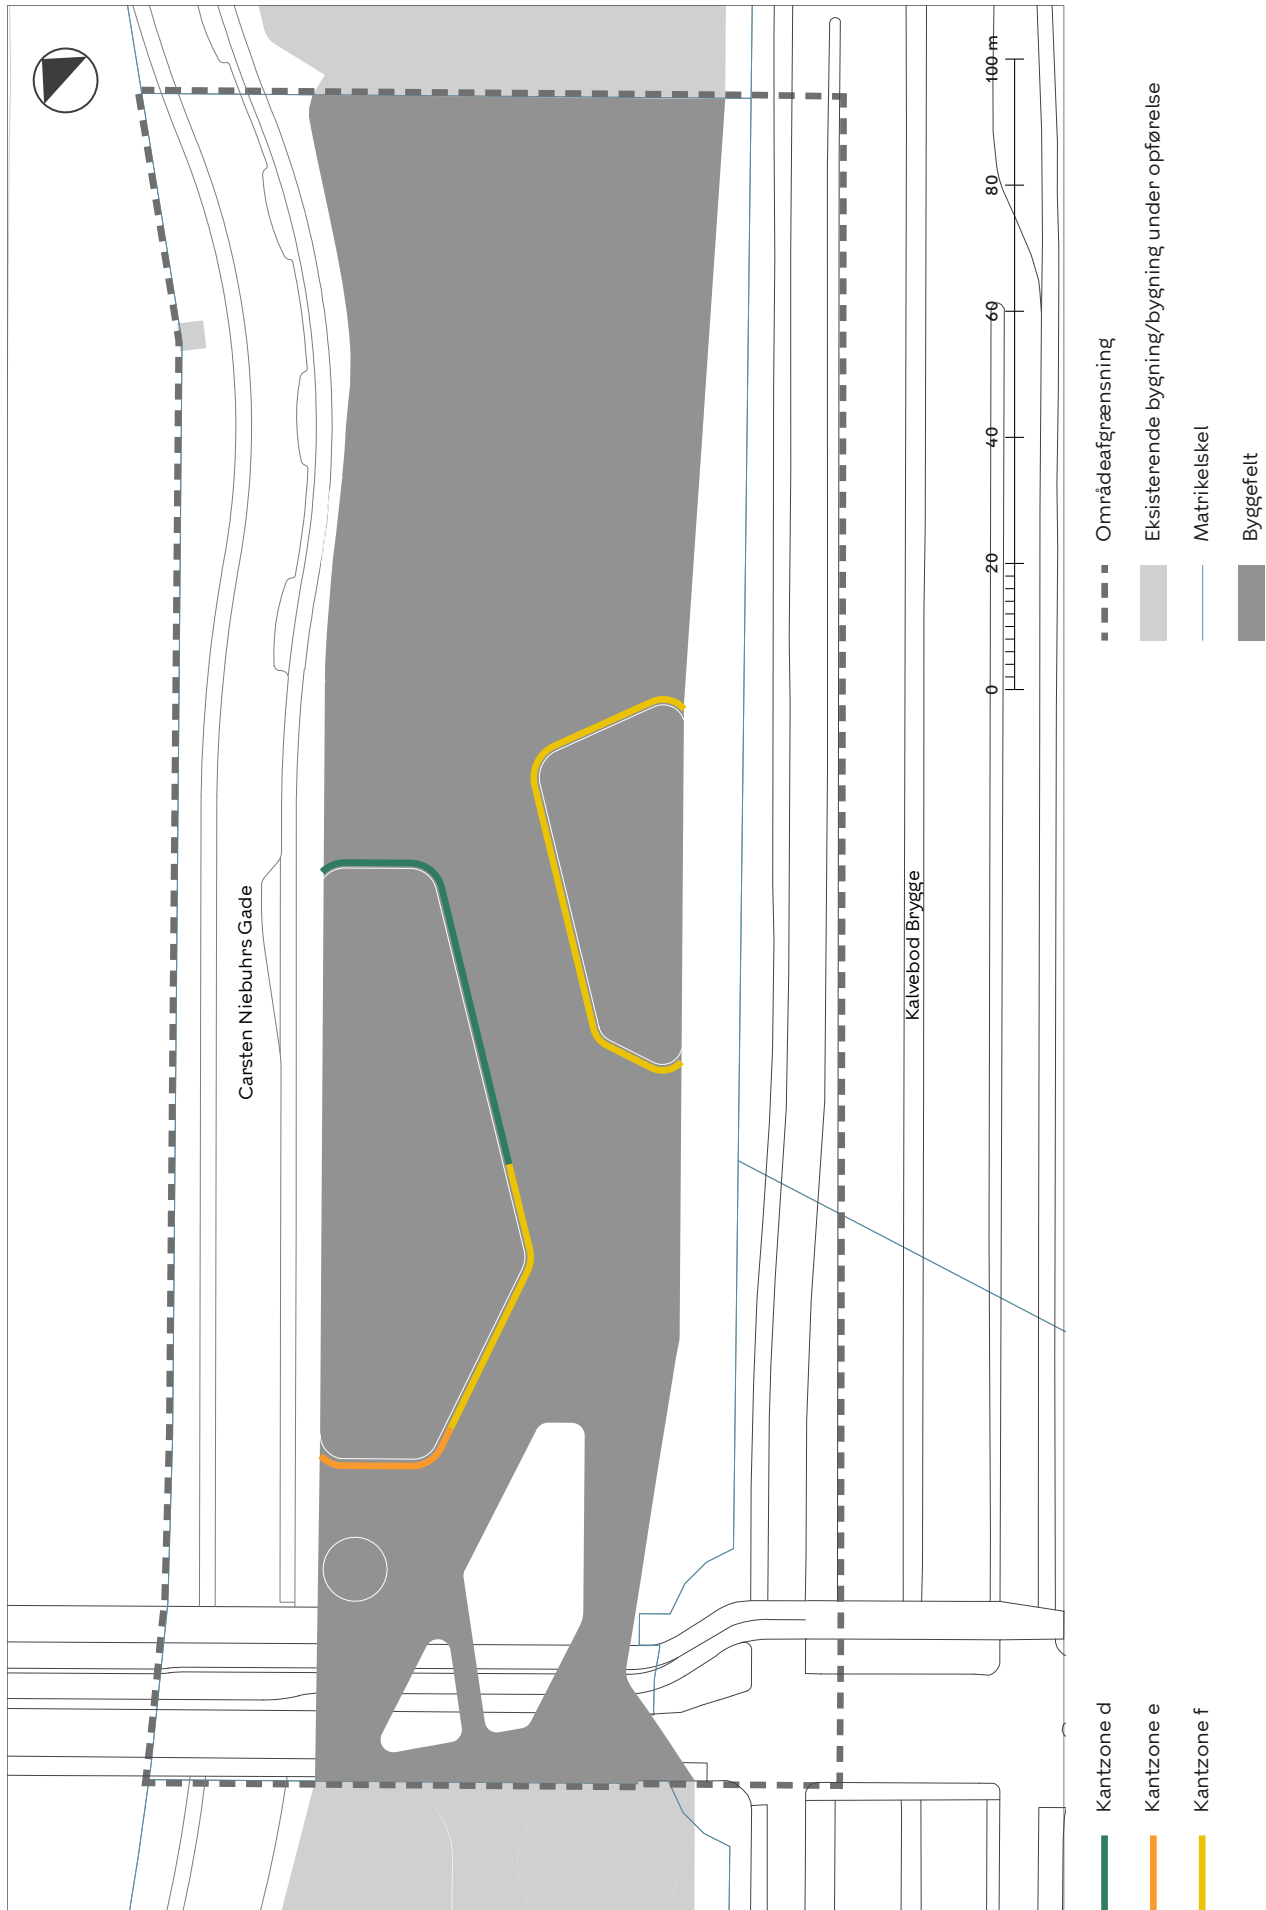 Carsten Niebuhrs Gade
Kalvebod Brygge
0
20
40
60
80
100 m
Kantzone d
Kantzone e
Kantzone f
Områdeafgrænsning
Eksisterende bygning/bygning under opførelse
Matrikelskel
Byggefelt